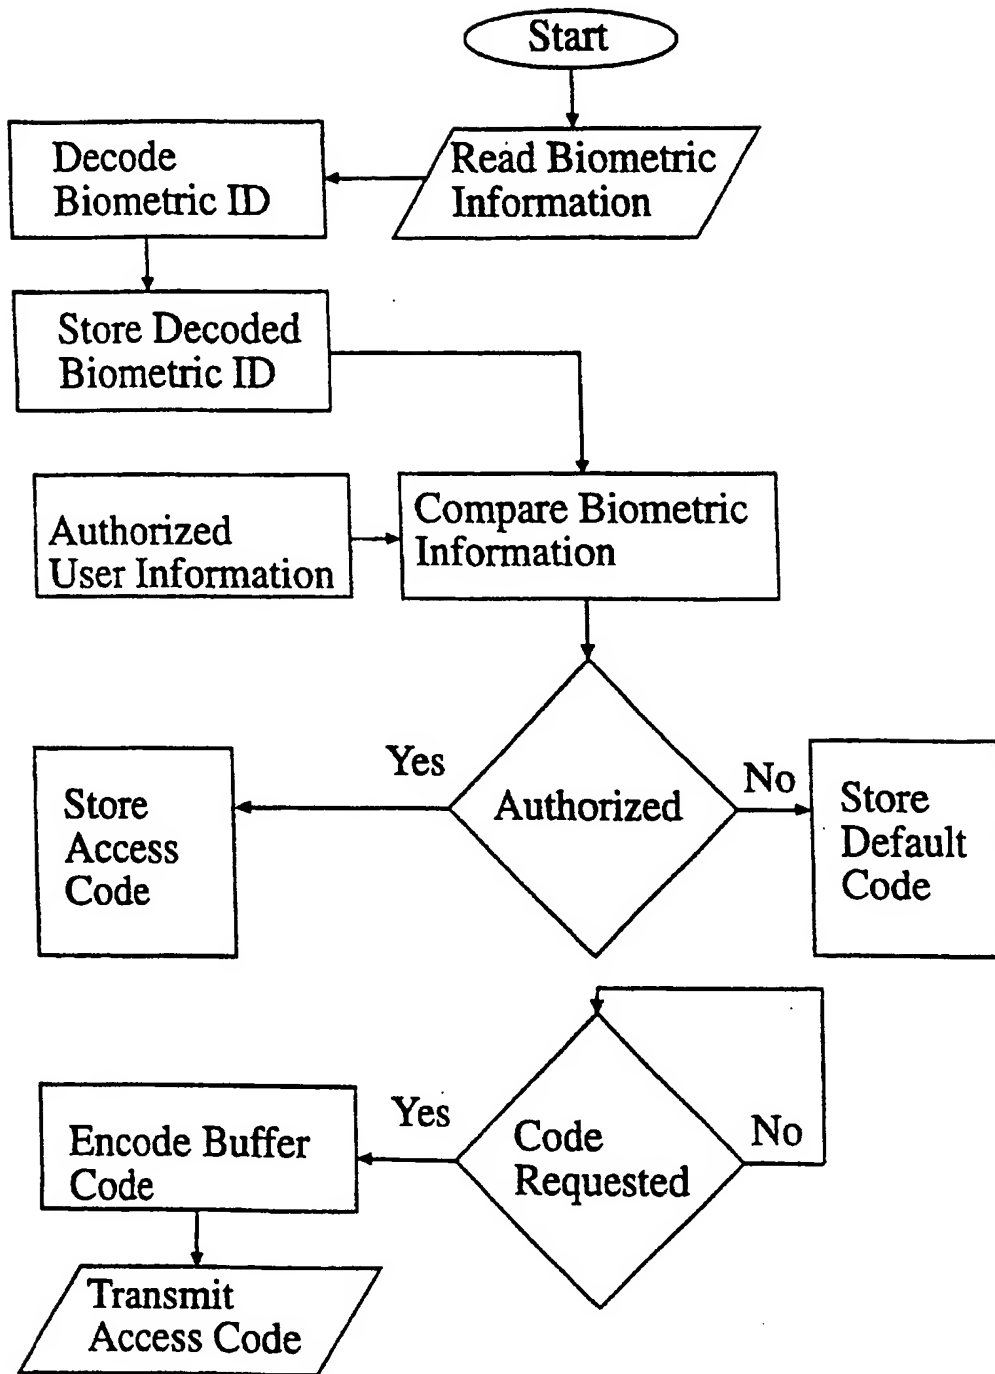 Start
Read Biometric
Information
Decode
Biometric ID
Store Decoded
Biometric ID
Authorized
User Information
Compare Biometric
Information
Authorized
Yes
No
Store
Access
Code
Store
Default
Code
Code
Requested
Yes
No
Encode Buffer
Code
Transmit
Access Code